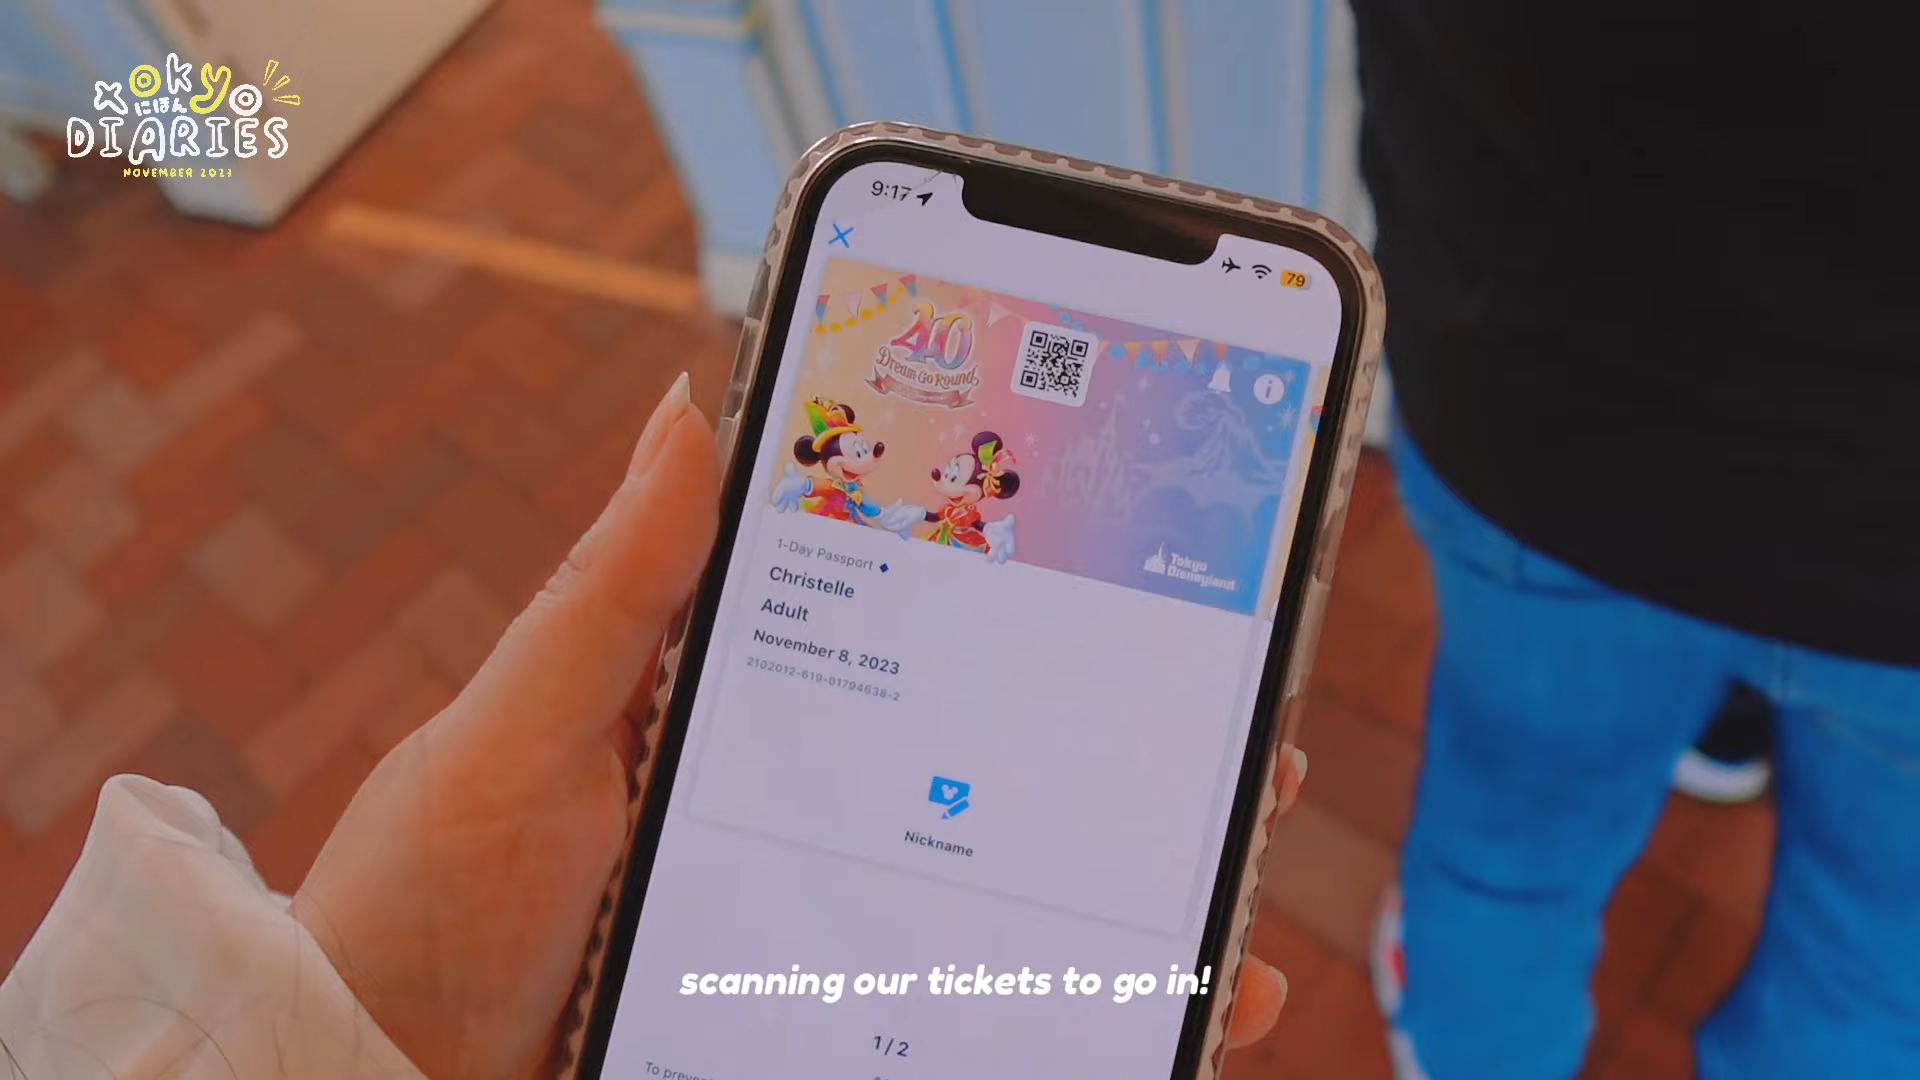 xokyo
にほん
DIARIES
NOVEMBER 2023
9:17
79
40
Dream Go Round
Tokyo
Disneyland
1-Day Passport
Christelle
Adult
November 8, 2023
2102012-619-01794638-2
Nickname
scanning our tickets to go in!
1/2